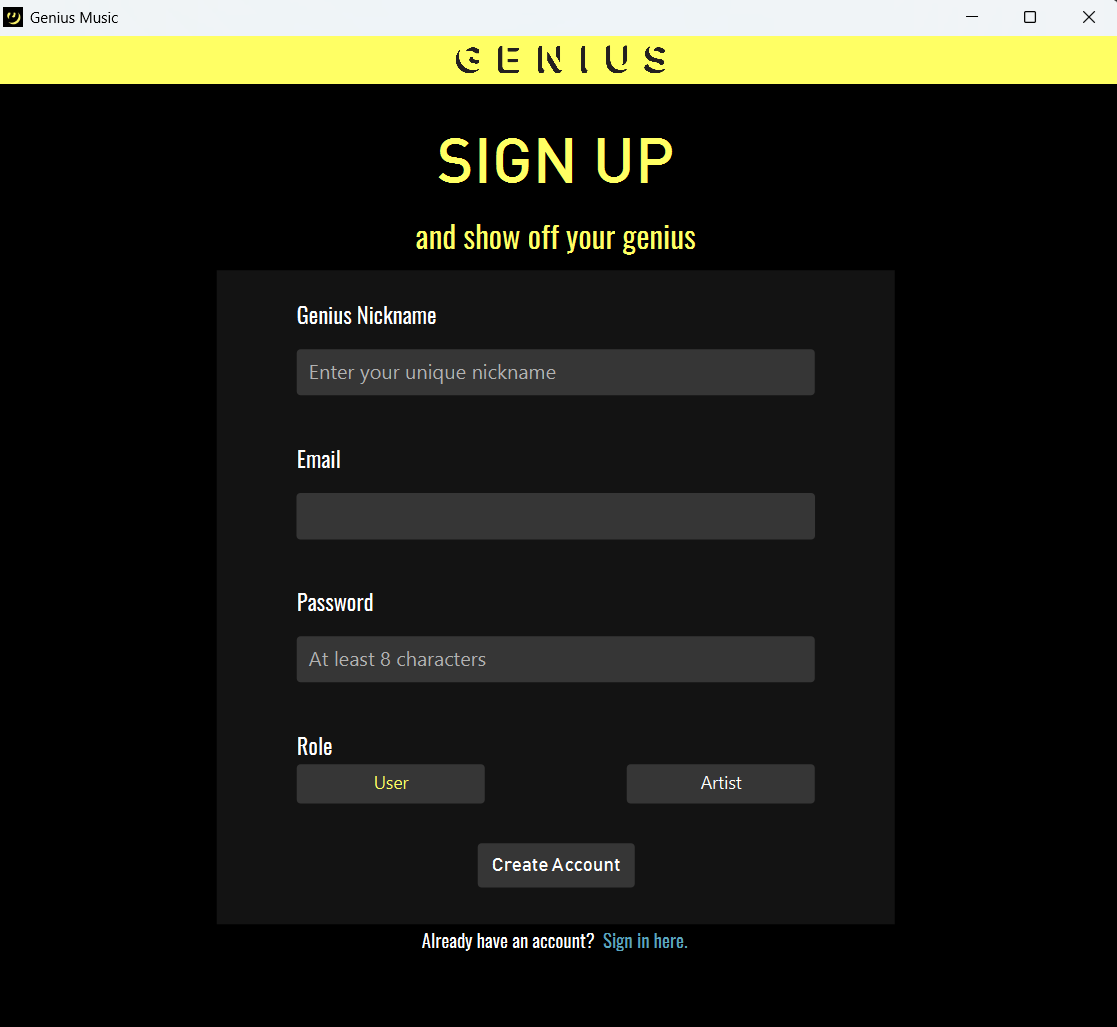 Genius Music
GENIUS
SIGN UP
and show off your genius
Genius Nickname
Enter your unique nickname
Email
Password
At least 8 characters
Role
User Artist
Create Account
Already have an account? Sign in here.